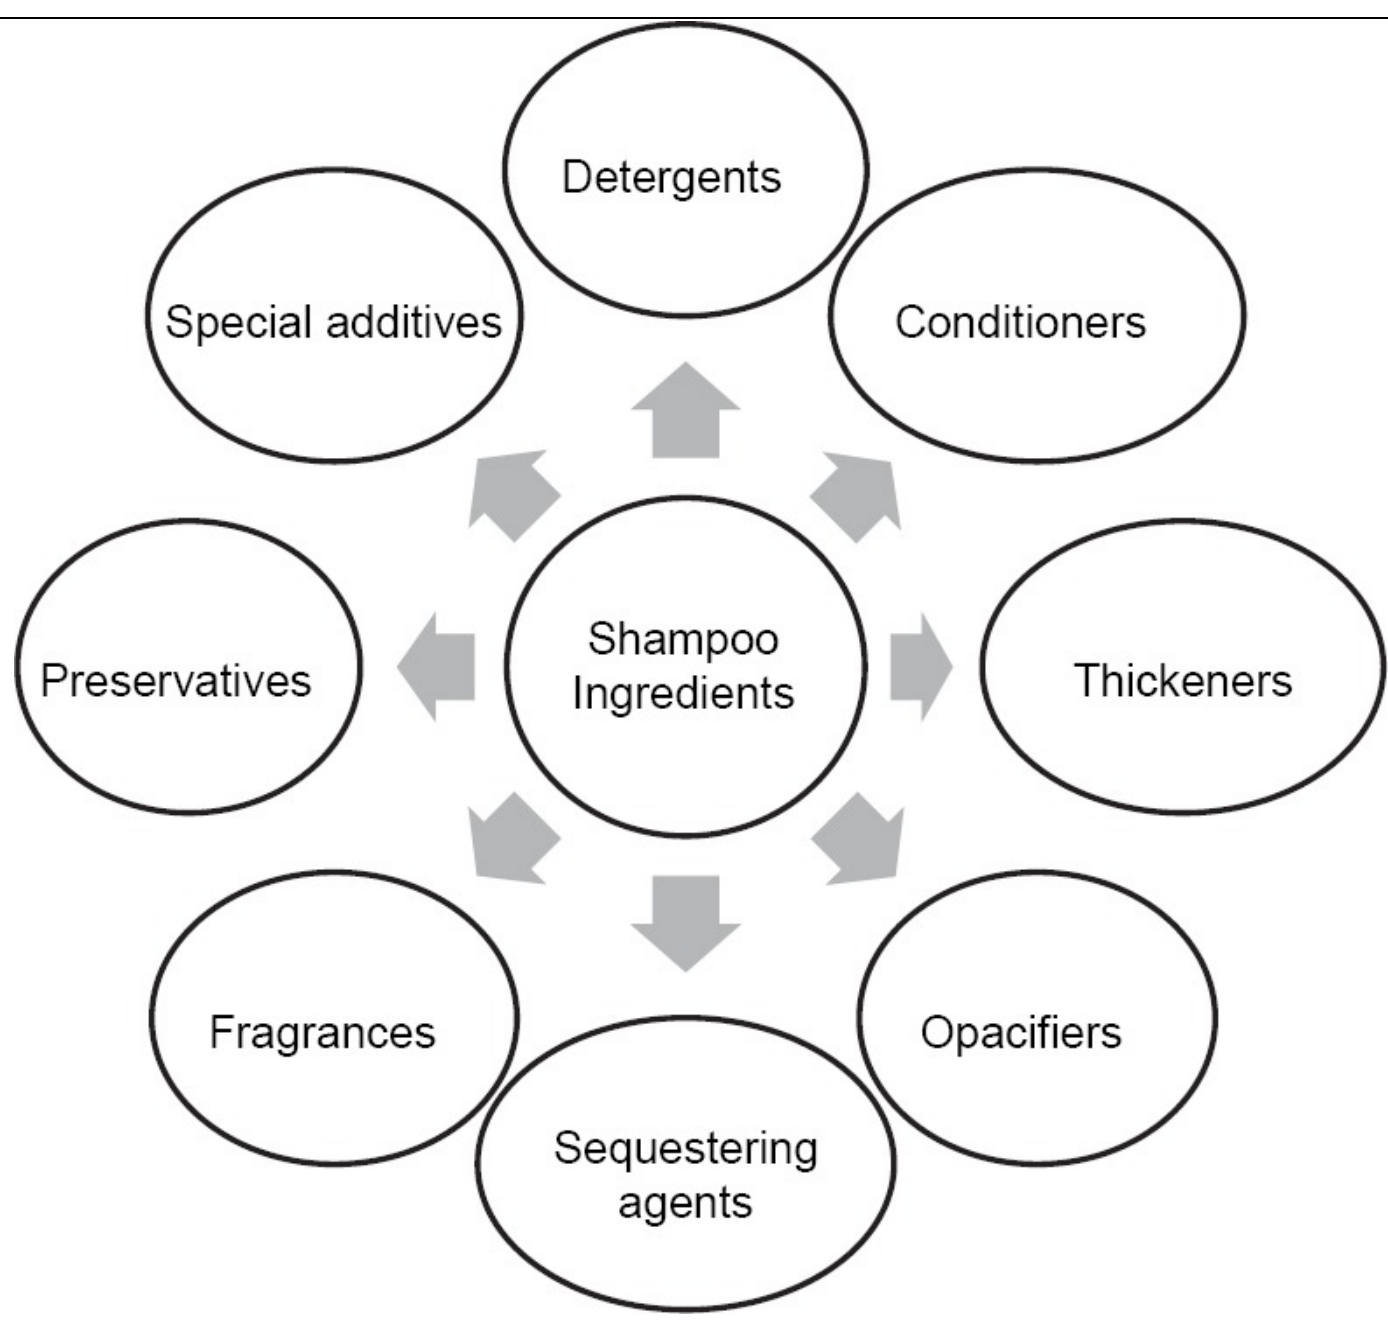 Detergents
Special additives
Conditioners
Shampoo
Ingredients
Preservatives
Thickeners
Fragrances
Opacifiers
Sequestering
agents